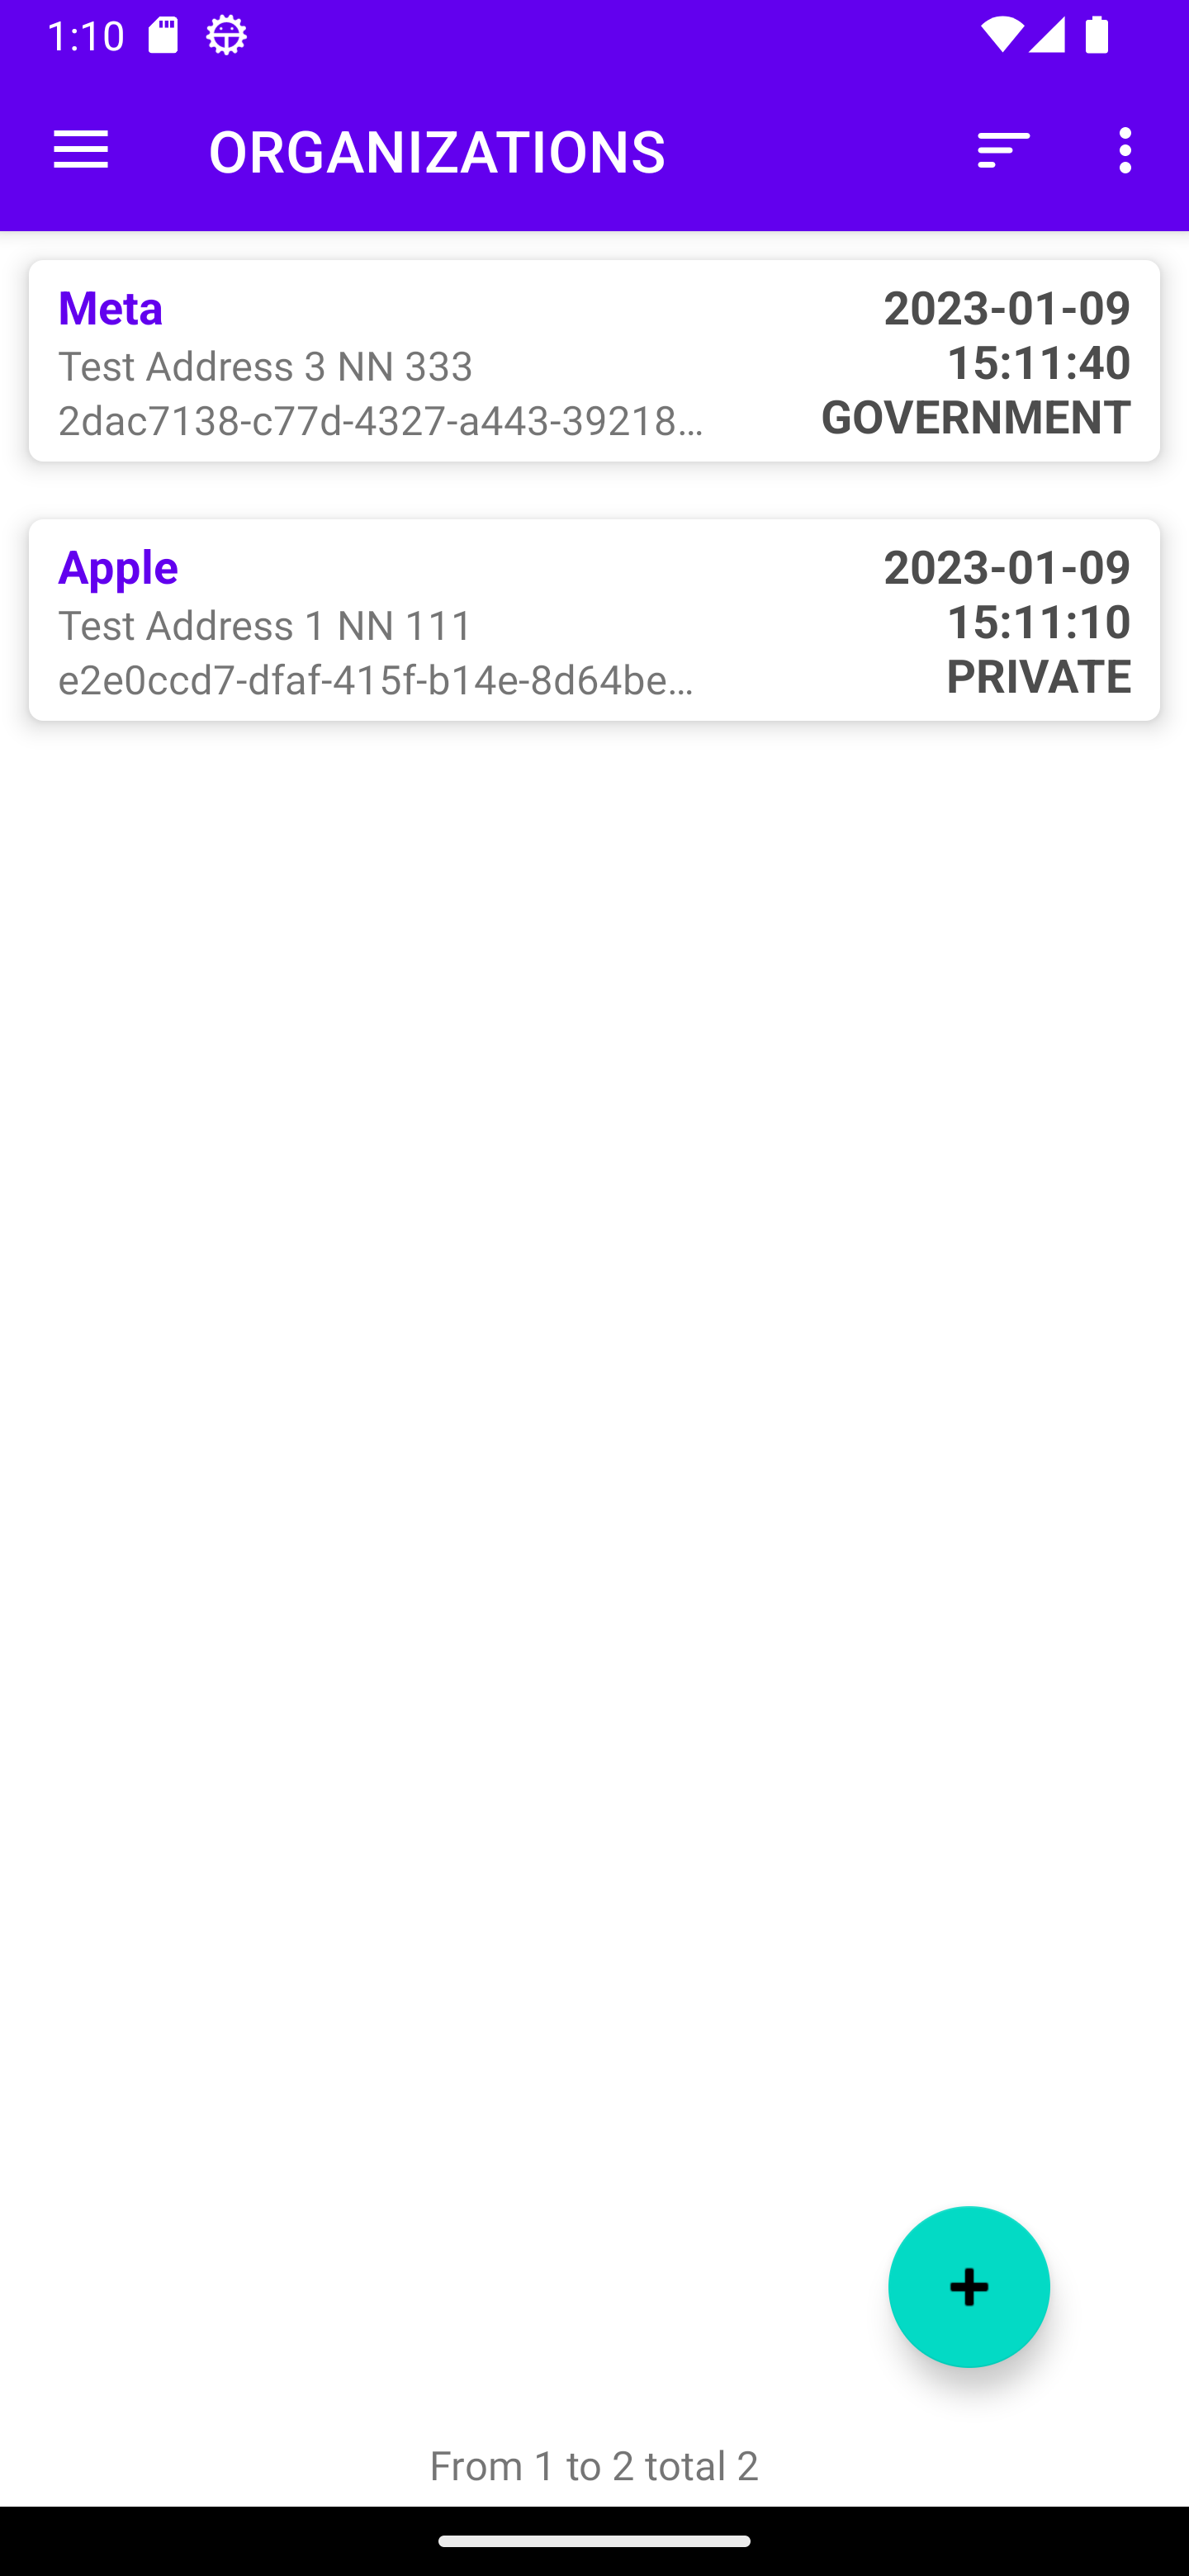 1:10
ORGANIZATIONS
Meta
2023-01-09
Test Address 3 NN 333
15:11:40
2dac7138-c77d-4327-a443-39218...
GOVERNMENT
Apple
2023-01-09
Test Address 1 NN 111
15:11:10
e2e0ccd7-dfaf-415f-b14e-8d64be...
PRIVATE
From 1 to 2 total 2